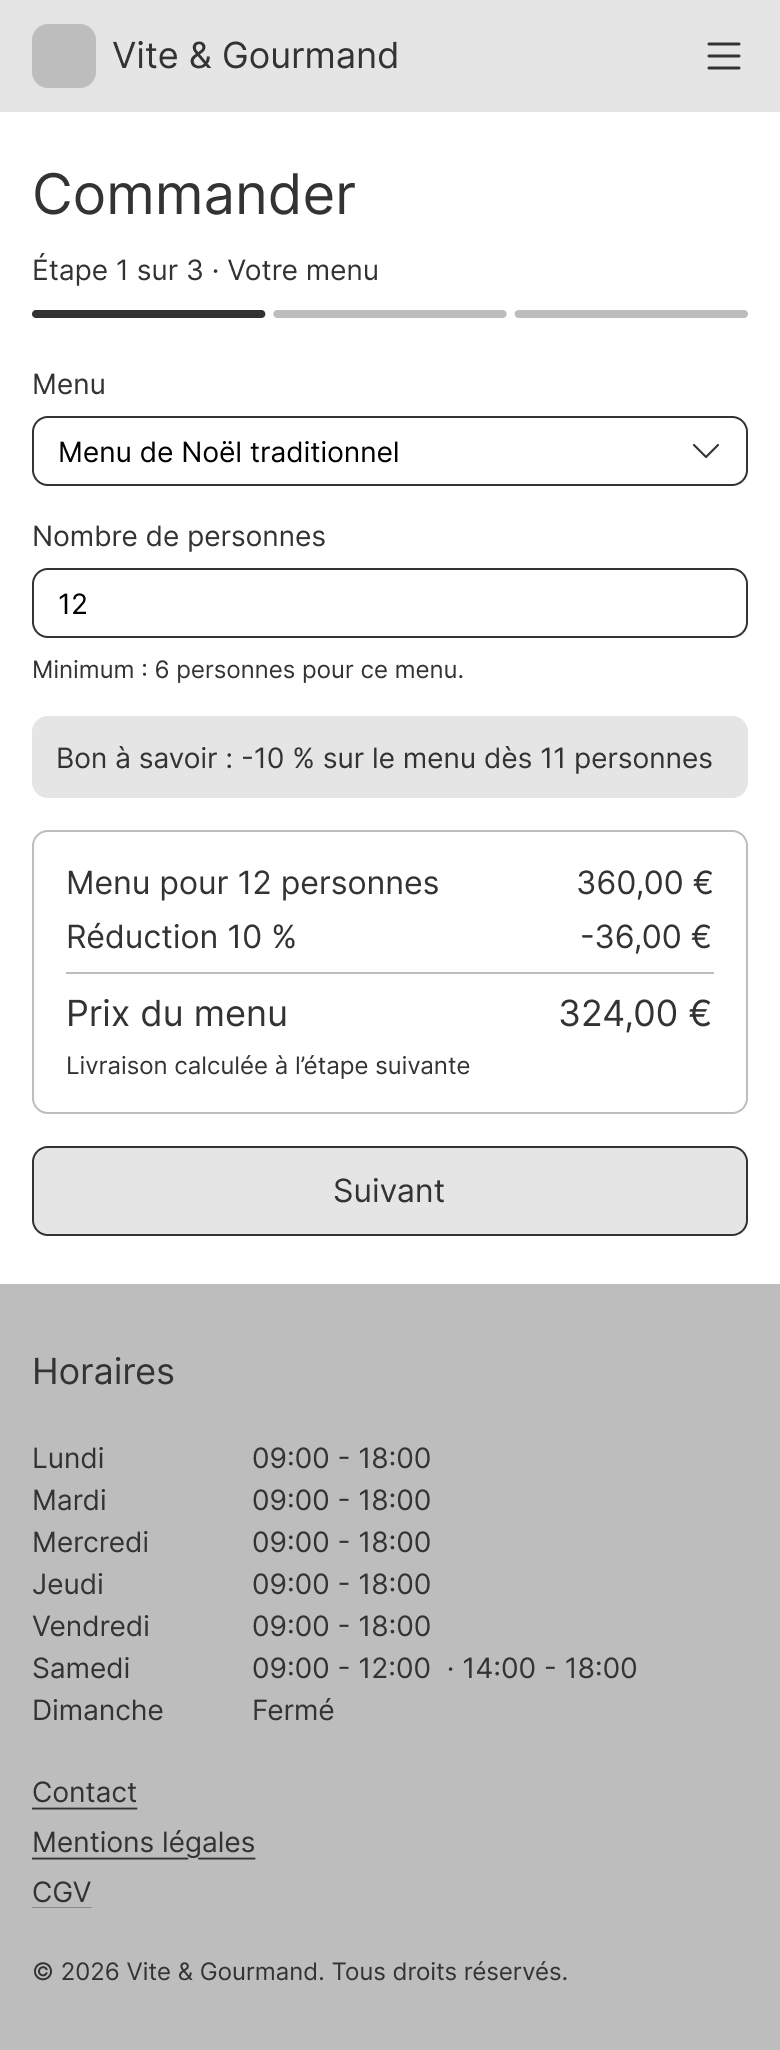 Vite & Gourmand
Commander
Étape 1 sur 3 · Votre menu
Menu
Menu de Noël traditionnel
Nombre de personnes
12
Minimum : 6 personnes pour ce menu.
Bon à savoir : -10 % sur le menu dès 11 personnes
Menu pour 12 personnes 360,00 €
Réduction 10 % -36,00 €
Prix du menu 324,00 €
Livraison calculée à l’étape suivante
Suivant
Horaires
Lundi 09:00 - 18:00
Mardi 09:00 - 18:00
Mercredi 09:00 - 18:00
Jeudi 09:00 - 18:00
Vendredi 09:00 - 18:00
Samedi 09:00 - 12:00 · 14:00 - 18:00
Dimanche Fermé
Contact
Mentions légales
CGV
© 2026 Vite & Gourmand. Tous droits réservés.